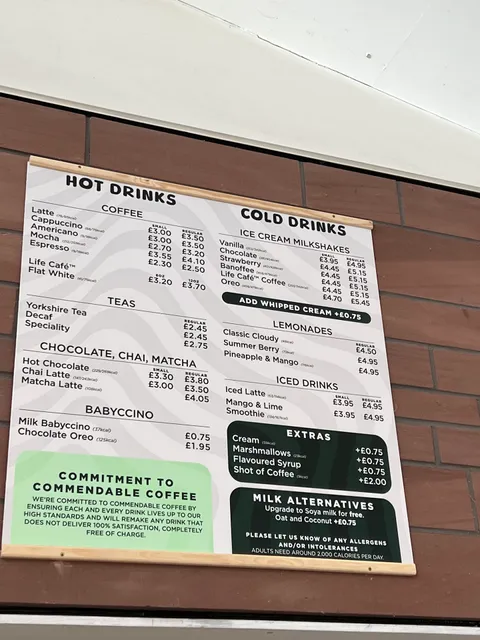 HOT DRINKS
COFFEE
SMALL REGULAR
Latte £3.00 £3.50
Cappuccino £3.00 £3.50
Americano £2.70 £3.20
Mocha £3.55 £4.10
Espresso £2.30 £2.50
Life Café™
Flat White £3.20 £3.70
TEAS
REGULAR
Yorkshire Tea £2.45
Decaf £2.45
Speciality £2.75
CHOCOLATE, CHAI, MATCHA
SMALL REGULAR
Hot Chocolate £3.30 £3.80
Chai Latte £3.00 £3.50
Matcha Latte £4.05
BABYCCINO
Milk Babyccino (37kcal) £0.75
Chocolate Oreo (125kcal) £1.95
COMMITMENT TO
COMMENDABLE COFFEE
WE'RE COMMITTED TO COMMENDABLE COFFEE BY
ENSURING EACH AND EVERY DRINK LIVES UP TO OUR
HIGH STANDARDS AND WILL REMAKE ANY DRINK THAT
DOES NOT DELIVER 100% SATISFACTION, COMPLETELY
FREE OF CHARGE.
COLD DRINKS
ICE CREAM MILKSHAKES
SMALL REGULAR
Vanilla £3.95 £4.95
Chocolate £4.45 £5.15
Strawberry £4.45 £5.15
Banoffee £4.45 £5.15
Life Café™ Coffee £4.45 £5.15
Oreo £4.70 £5.45
ADD WHIPPED CREAM +£0.75
LEMONADES
REGULAR
Classic Cloudy £4.50
Summer Berry £4.95
Pineapple & Mango £4.95
ICED DRINKS
SMALL REGULAR
Iced Latte £3.95 £4.95
Mango & Lime
Smoothie £3.95 £4.95
EXTRAS
Cream +£0.75
Marshmallows +£0.75
Flavoured Syrup +£0.75
Shot of Coffee +£2.00
MILK ALTERNATIVES
Upgrade to Soya milk for free.
Oat and Coconut +£0.75
PLEASE LET US KNOW OF ANY ALLERGENS
AND/OR INTOLERANCES
ADULTS NEED AROUND 2,000 CALORIES PER DAY.